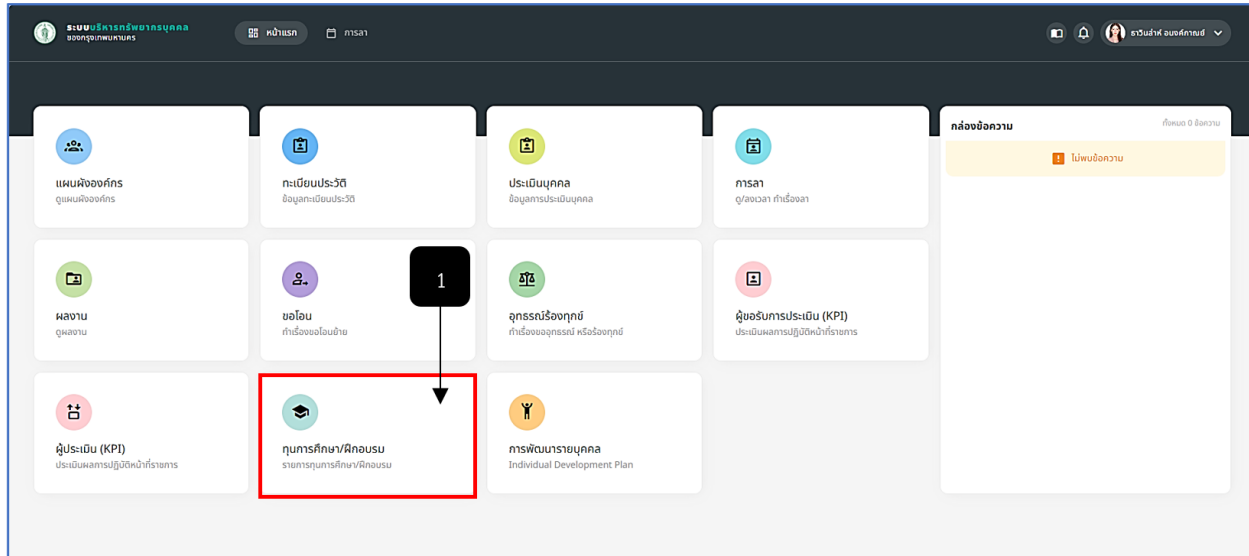 ระบบบริหารทรัพยากรบุคคล
ของกรุงเทพมหานคร
หน้าแรก
การลา
ธาวินล่าห์ อนงค์กาณย์
แผนผังองค์กร
ดูแผนผังองค์กร
ทะเบียนประวัติ
ข้อมูลทะเบียนประวัติ
ประเมินบุคคล
ข้อมูลการประเมินบุคคล
การลา
ดู/ลงเวลา ทำเรื่องลา
กล่องข้อความ
ทั้งหมด 0 ข้อความ
ไม่พบข้อความ
ผลงาน
ดูผลงาน
ขอโอน
ทำเรื่องขอโอนย้าย
1
อุทธรณ์ร้องทุกข์
ทำเรื่องขออุทธรณ์ หรือร้องทุกข์
ผู้ขอรับการประเมิน (KPI)
ประเมินผลการปฏิบัติหน้าที่ราชการ
ผู้ประเมิน (KPI)
ประเมินผลการปฏิบัติหน้าที่ราชการ
ทุนการศึกษา/ฝึกอบรม
รายการทุนการศึกษา/ฝึกอบรม
การพัฒนารายบุคคล
Individual Development Plan